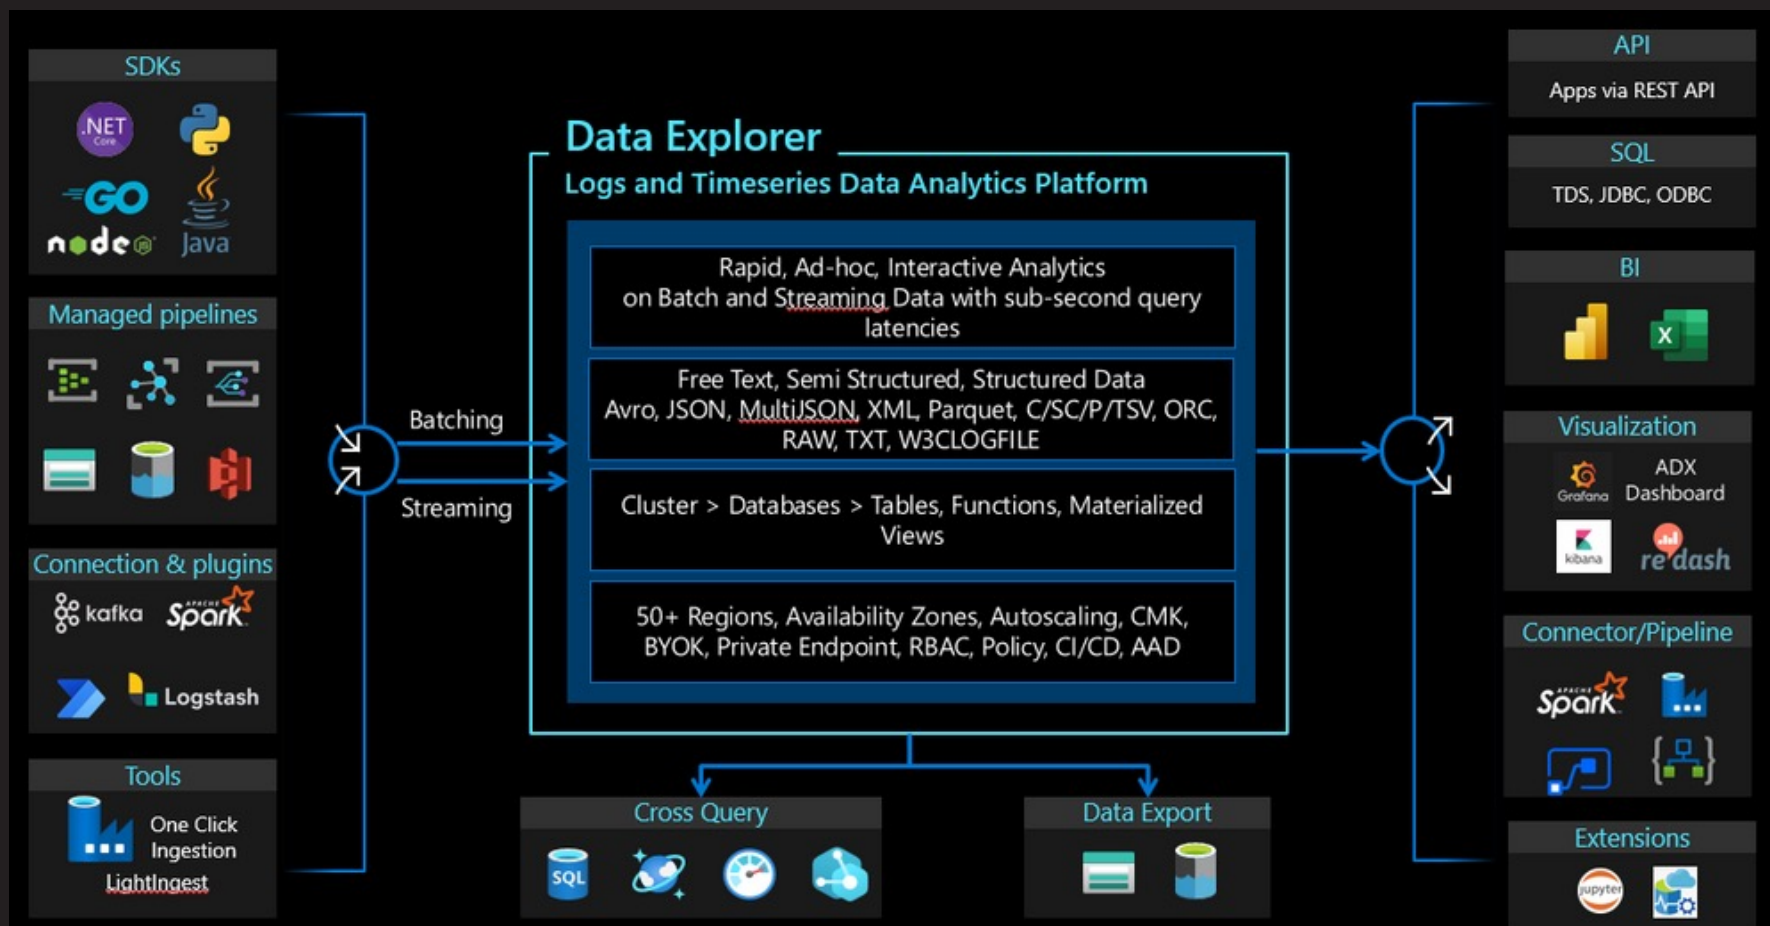 SDKs
.NET
Core
GO
node
JS
Java
Managed pipelines
Connection & plugins
kafka
APACHE
Spark
Logstash
Tools
One Click
Ingestion
LightIngest
Batching
Streaming
Data Explorer
Logs and Timeseries Data Analytics Platform
Rapid, Ad-hoc, Interactive Analytics
on Batch and Streaming Data with sub-second query
latencies
Free Text, Semi Structured, Structured Data
Avro, JSON, MultiJSON, XML, Parquet, C/SC/P/TSV, ORC,
RAW, TXT, W3CLOGFILE
Cluster > Databases > Tables, Functions, Materialized
Views
50+ Regions, Availability Zones, Autoscaling, CMK,
BYOK, Private Endpoint, RBAC, Policy, CI/CD, AAD
Cross Query
SQL
Data Export
API
Apps via REST API
SQL
TDS, JDBC, ODBC
BI
X
Visualization
Grafana
ADX
Dashboard
kibana
re dash
Connector/Pipeline
APACHE
Spark
Extensions
jupyter